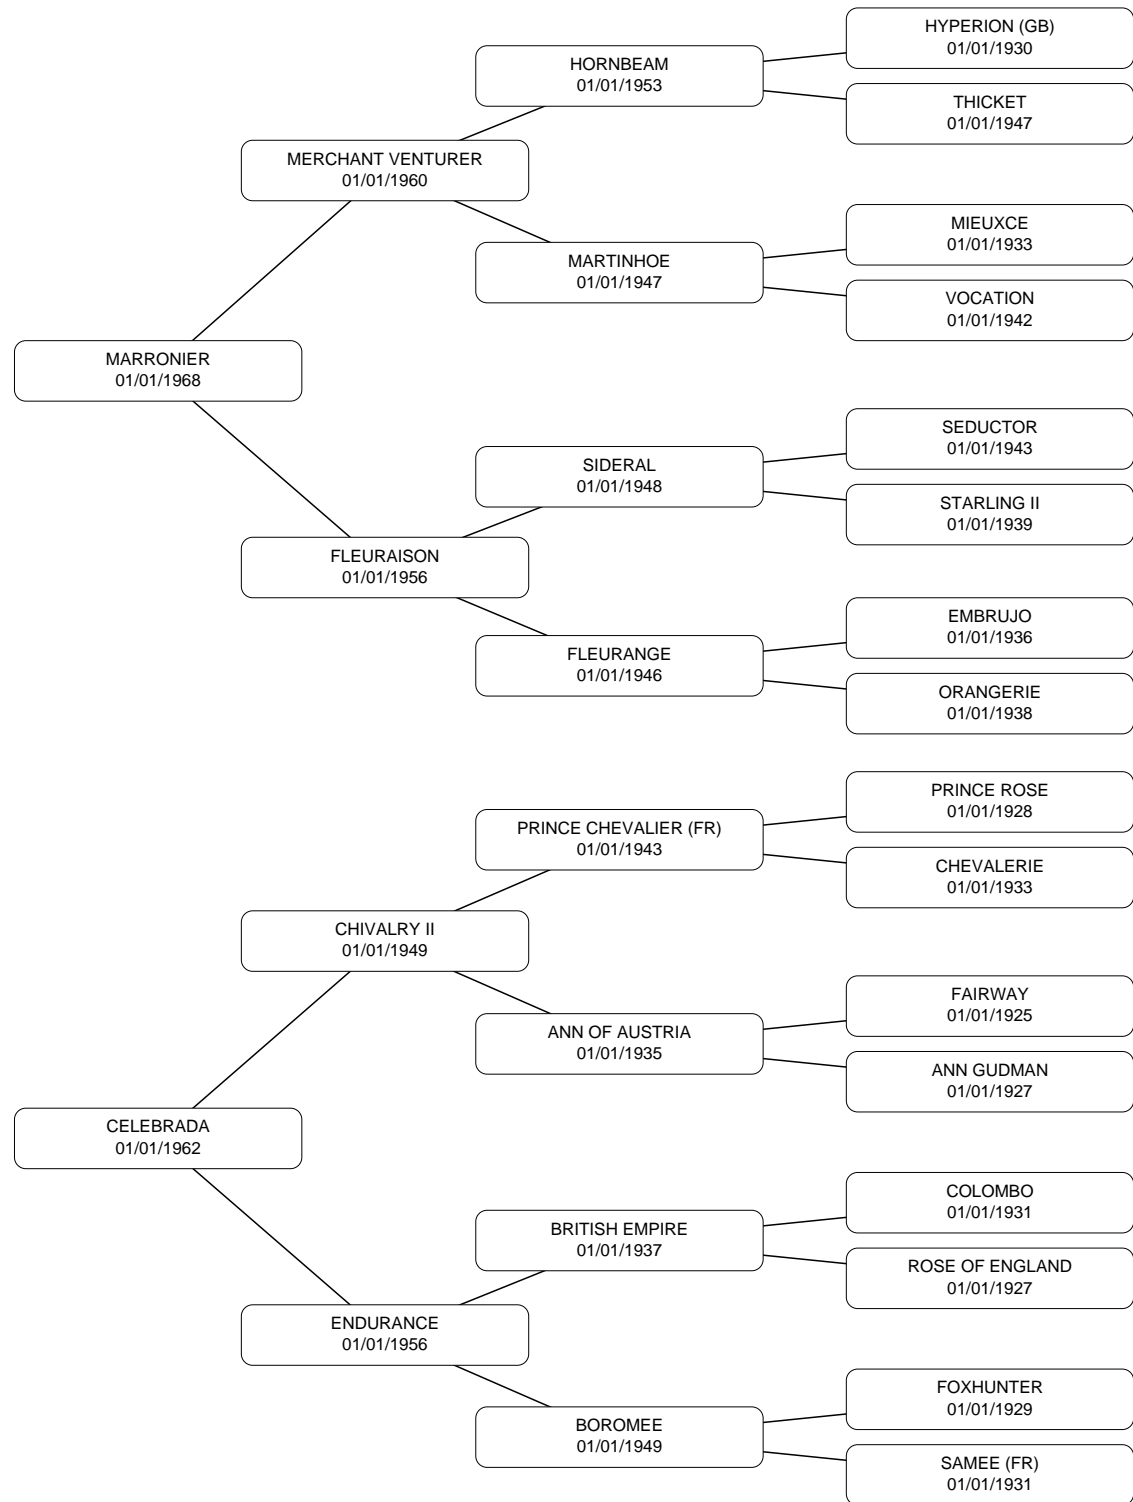 HYPERION (GB)
01/01/1930
HORNBEAM
01/01/1953
THICKET
01/01/1947
MERCHANT VENTURER
01/01/1960
MIEUXCE
01/01/1933
MARTINHOE
01/01/1947
VOCATION
01/01/1942
MARRONIER
01/01/1968
SEDUCTOR
01/01/1943
SIDERAL
01/01/1948
STARLING II
01/01/1939
FLEURAISON
01/01/1956
EMBRUJO
01/01/1936
FLEURANGE
01/01/1946
ORANGERIE
01/01/1938
PRINCE ROSE
01/01/1928
PRINCE CHEVALIER (FR)
01/01/1943
CHEVALERIE
01/01/1933
CHIVALRY II
01/01/1949
FAIRWAY
01/01/1925
ANN OF AUSTRIA
01/01/1935
ANN GUDMAN
01/01/1927
CELEBRADA
01/01/1962
COLOMBO
01/01/1931
BRITISH EMPIRE
01/01/1937
ROSE OF ENGLAND
01/01/1927
ENDURANCE
01/01/1956
FOXHUNTER
01/01/1929
BOROMEE
01/01/1949
SAMEE (FR)
01/01/1931